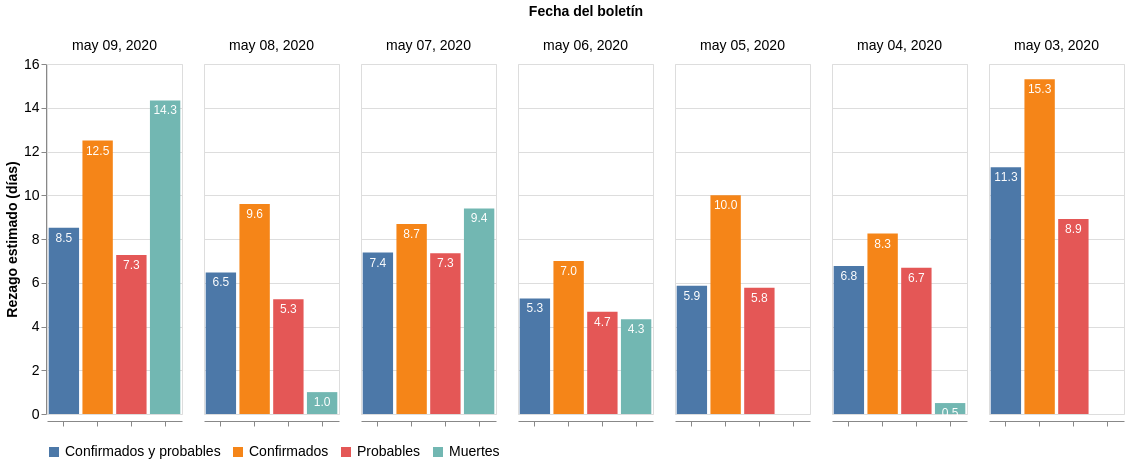 Fecha del boletín
may 09, 2020 may 08, 2020 may 07, 2020 may 06, 2020 may 05, 2020 may 04, 2020 may 03, 2020
Rezago estimado (días)
16
14
12
10
8
6
4
2
0
8.5 12.5 7.3 14.3
6.5 9.6 5.3 1.0
7.4 8.7 7.3 9.4
5.3 7.0 4.7 4.3
5.9 10.0 5.8
6.8 8.3 6.7 0.5
11.3 15.3 8.9
Confirmados y probables Confirmados Probables Muertes